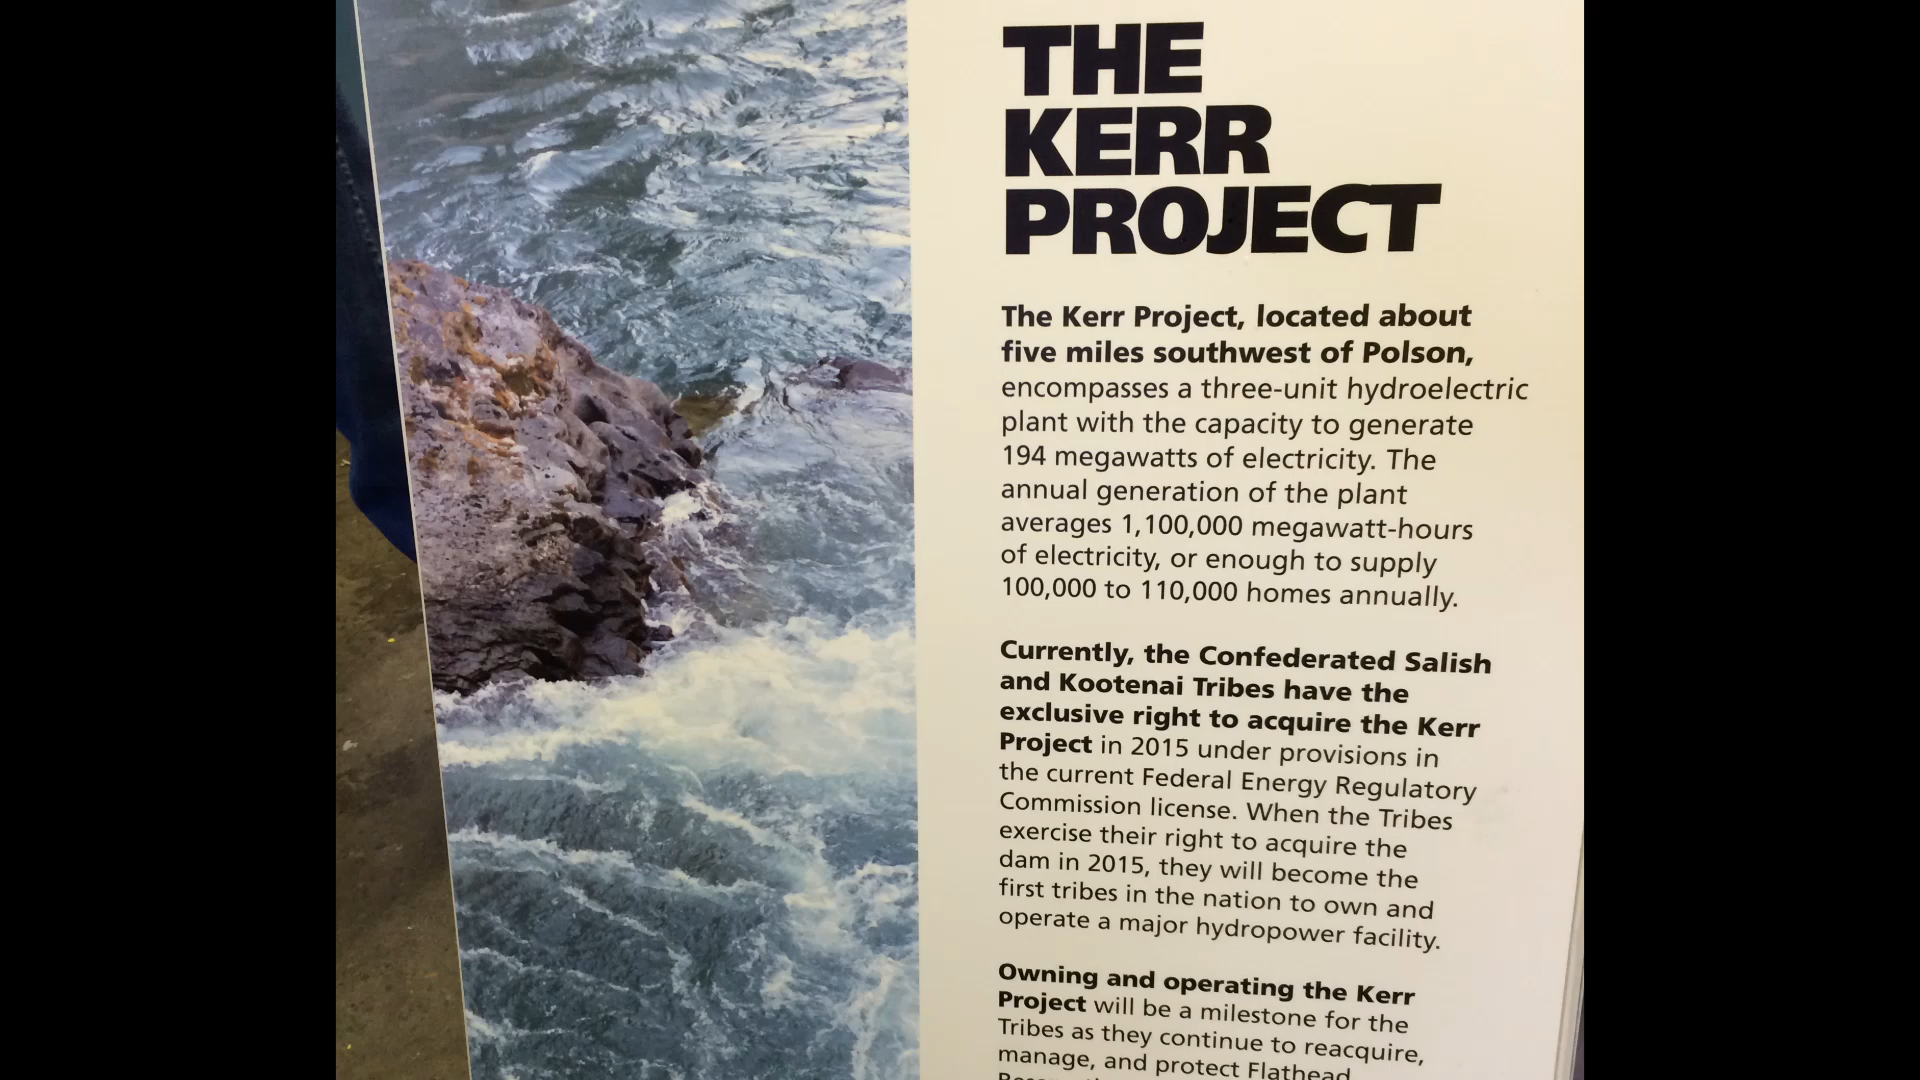 THE
KERR
PROJECT
The Kerr Project, located about
five miles southwest of Polson,
encompasses a three-unit hydroelectric
plant with the capacity to generate
194 megawatts of electricity. The
annual generation of the plant
averages 1,100,000 megawatt-hours
of electricity, or enough to supply
100,000 to 110,000 homes annually.
Currently, the Confederated Salish
and Kootenai Tribes have the
exclusive right to acquire the Kerr
Project in 2015 under provisions in
the current Federal Energy Regulatory
Commission license. When the Tribes
exercise their right to acquire the
dam in 2015, they will become the
first tribes in the nation to own and
operate a major hydropower facility.
Owning and operating the Kerr
Project will be a milestone for the
Tribes as they continue to reacquire,
manage, and protect Flathead